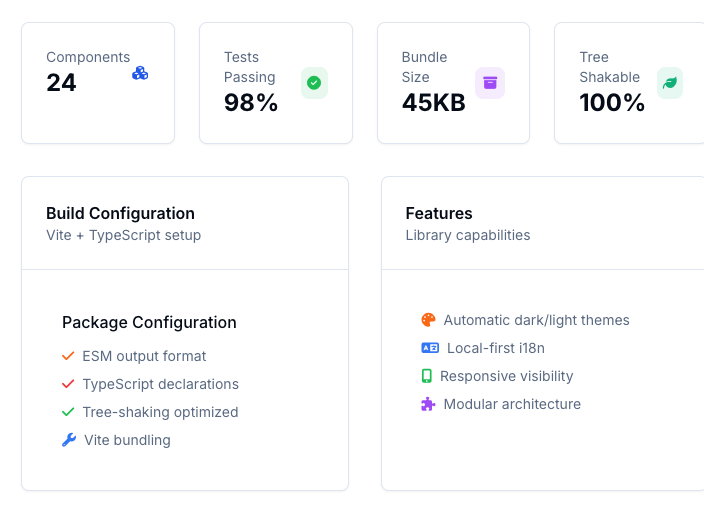 Components
24
Tests
Passing
98%
Bundle
Size
45KB
Tree
Shakable
100%
Build Configuration
Vite + TypeScript setup
Package Configuration
ESM output format
TypeScript declarations
Tree-shaking optimized
Vite bundling
Features
Library capabilities
Automatic dark/light themes
Local-first i18n
Responsive visibility
Modular architecture